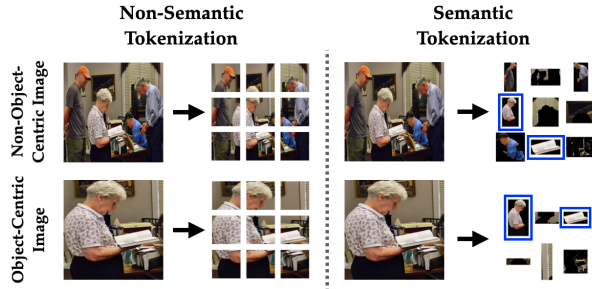 Non-Semantic
Tokenization
Semantic
Tokenization
Non-Object-
Centric Image
Object-Centric
Image